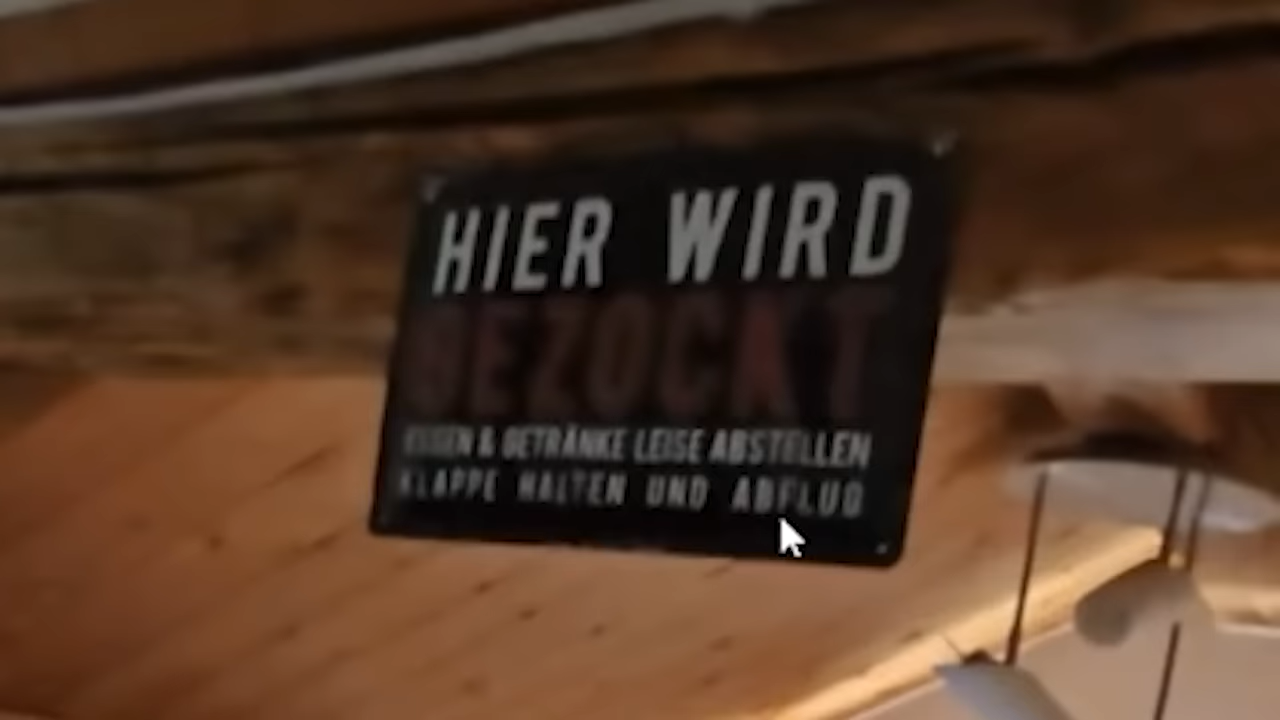 HIER WIRD
GEZOCKT
ESSEN & GETRÄNKE LEISE ABSTELLEN
KLAPPE HALTEN UND ABFLUG